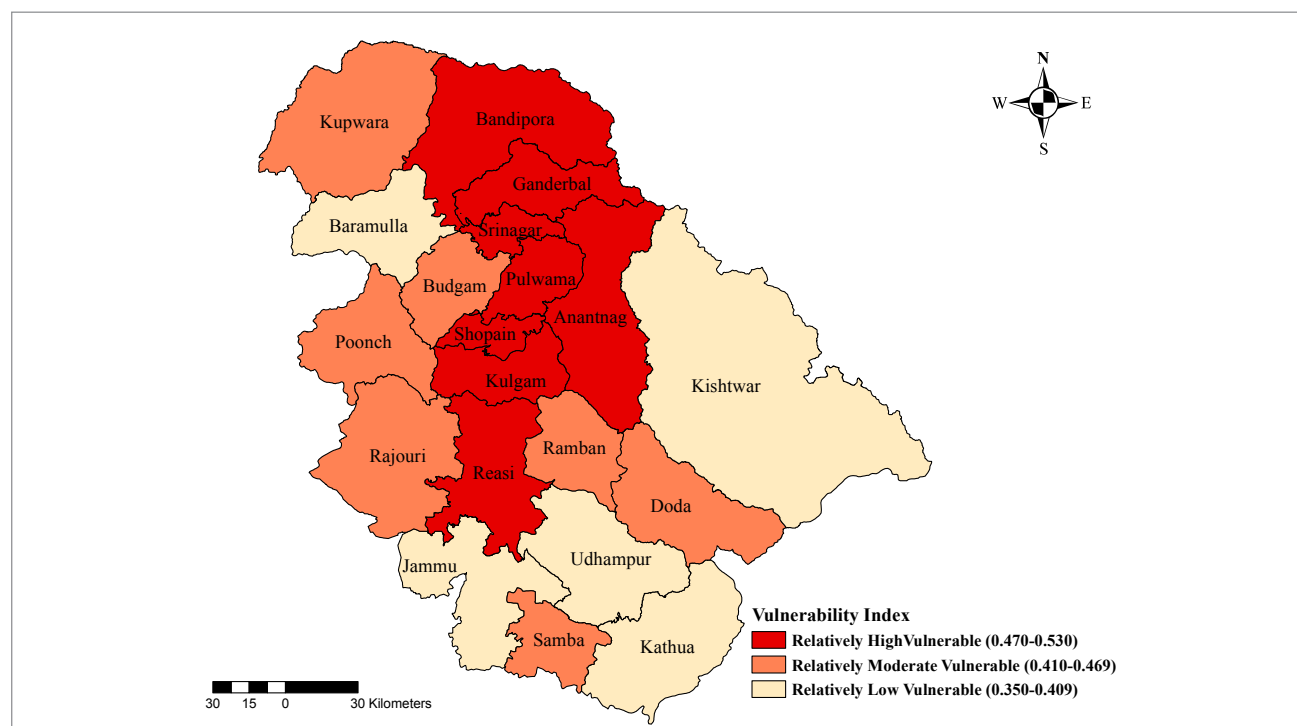 N
W E
S
Kupwara
Bandipora
Ganderbal
Baramulla
Srinagar
Budgam
Pulwama
Anantnag
Shopain
Poonch
Kulgam
Kishtwar
Ramban
Rajouri
Reasi
Doda
Jammu
Udhampur
Samba
Kathua
Vulnerability Index
Relatively HighVulnerable (0.470-0.530)
Relatively Moderate Vulnerable (0.410-0.469)
Relatively Low Vulnerable (0.350-0.409)
30 15 0 30 Kilometers